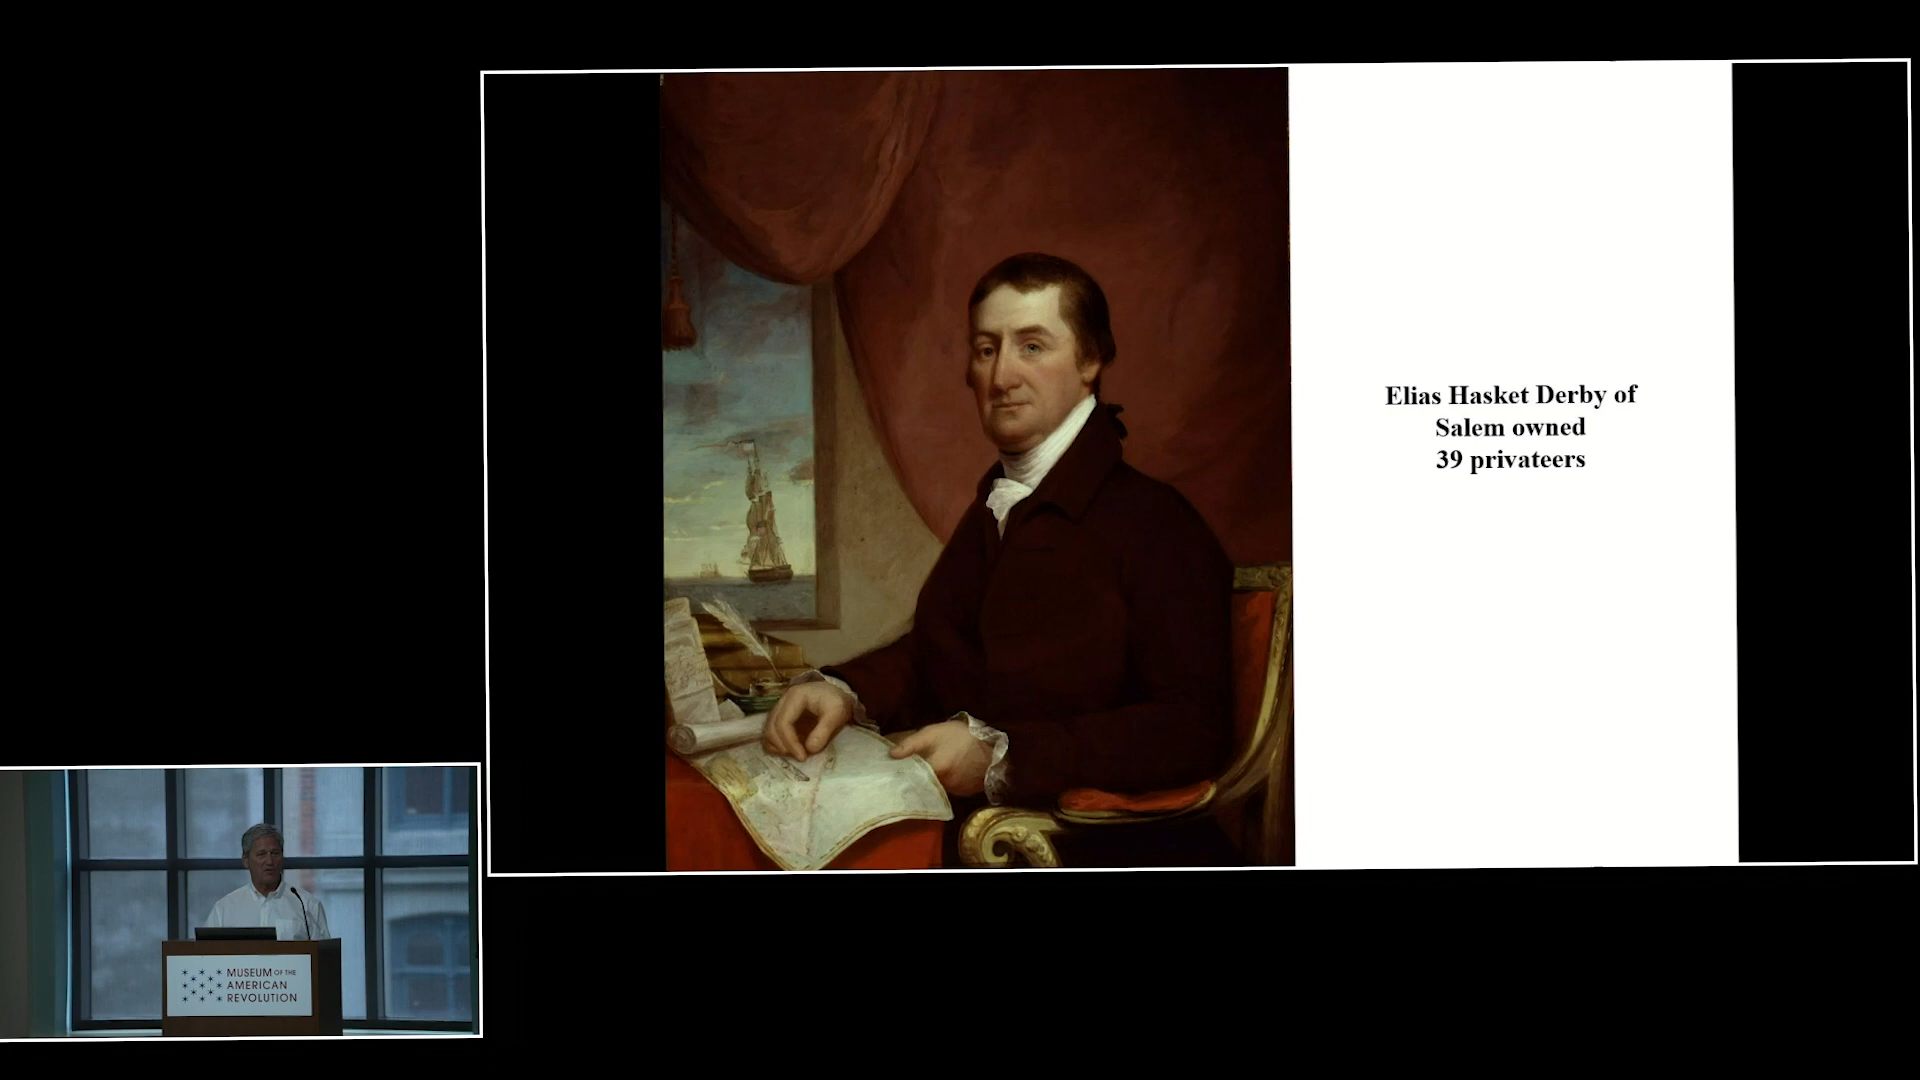 Elias Hasket Derby of
Salem owned
39 privateers
MUSEUM OF THE
AMERICAN
REVOLUTION